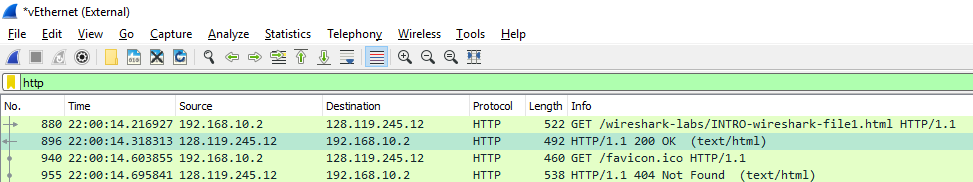 *vEthernet (External)
File Edit View Go Capture Analyze Statistics Telephony Wireless Tools Help
http
No. Time Source Destination Protocol Length Info
880 22:00:14.216927 192.168.10.2 128.119.245.12 HTTP 522 GET /wireshark-labs/INTRO-wireshark-file1.html HTTP/1.1
896 22:00:14.318313 128.119.245.12 192.168.10.2 HTTP 492 HTTP/1.1 200 OK (text/html)
940 22:00:14.603855 192.168.10.2 128.119.245.12 HTTP 460 GET /favicon.ico HTTP/1.1
955 22:00:14.695841 128.119.245.12 192.168.10.2 HTTP 538 HTTP/1.1 404 Not Found (text/html)